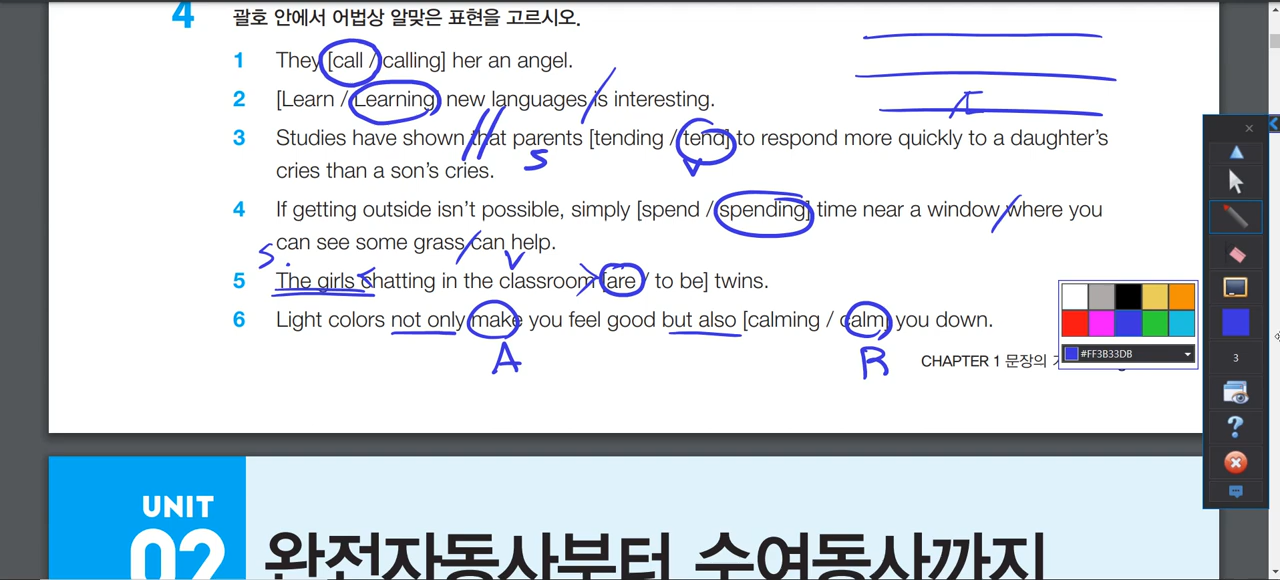 4 괄호 안에서 어법상 알맞은 표현을 고르시오.
1 They [call / calling] her an angel.
2 [Learn / Learning] new languages is interesting.
3 Studies have shown that parents [tending / tend] to respond more quickly to a daughter's
S V
cries than a son's cries.
4 If getting outside isn't possible, simply [spend / spending] time near a window where you
can see some grass can help.
S. V
5 The girls chatting in the classroom [are / to be] twins.
6 Light colors not only make you feel good but also [calming / calm] you down.
A B
CHAPTER 1 문장의
#FF3B33DB
3
UNIT
02 완전자동사부터 수여동사까지